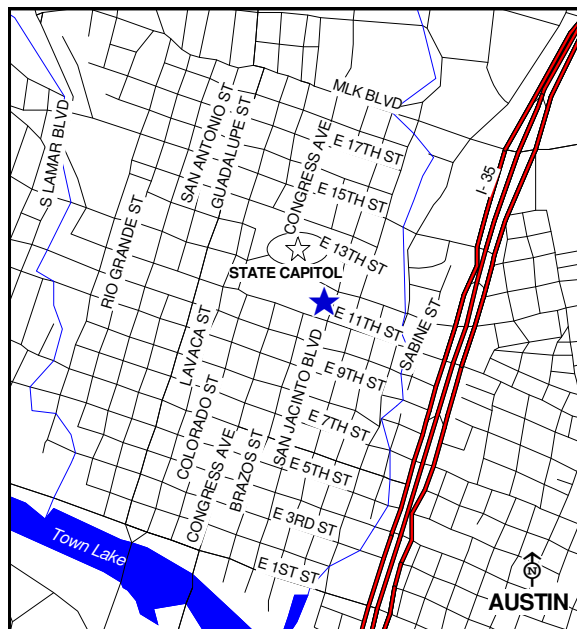 MLK BLVD
S LAMAR BLVD
SAN ANTONIO ST
GUADALUPE ST
CONGRESS AVE
E 17TH ST
E 15TH ST
I- 35
RIO GRANDE ST
E 13TH ST
STATE CAPITOL
E 11TH ST
SABINE ST
LAVACA ST
SAN JACINTO BLVD
E 9TH ST
COLORADO ST
E 7TH ST
CONGRESS AVE
BRAZOS ST
E 5TH ST
E 3RD ST
Town Lake
E 1ST ST
N
AUSTIN